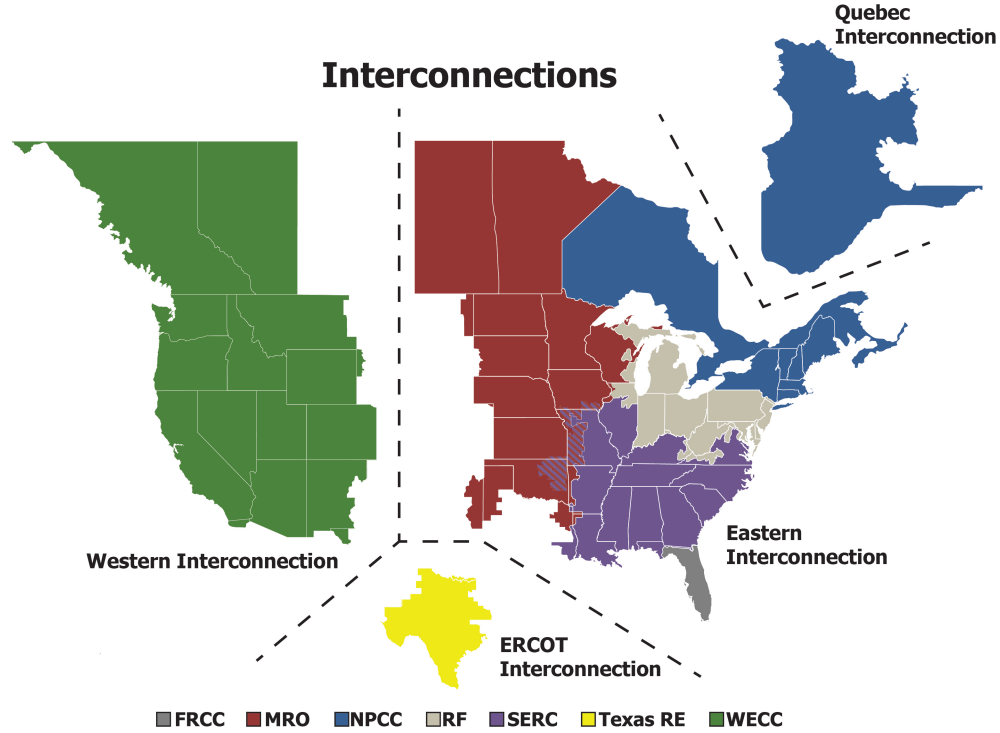 Quebec
Interconnection
Interconnections
Western Interconnection
Eastern
Interconnection
ERCOT
Interconnection
FRCC MRO NPCC RF SERC Texas RE WECC